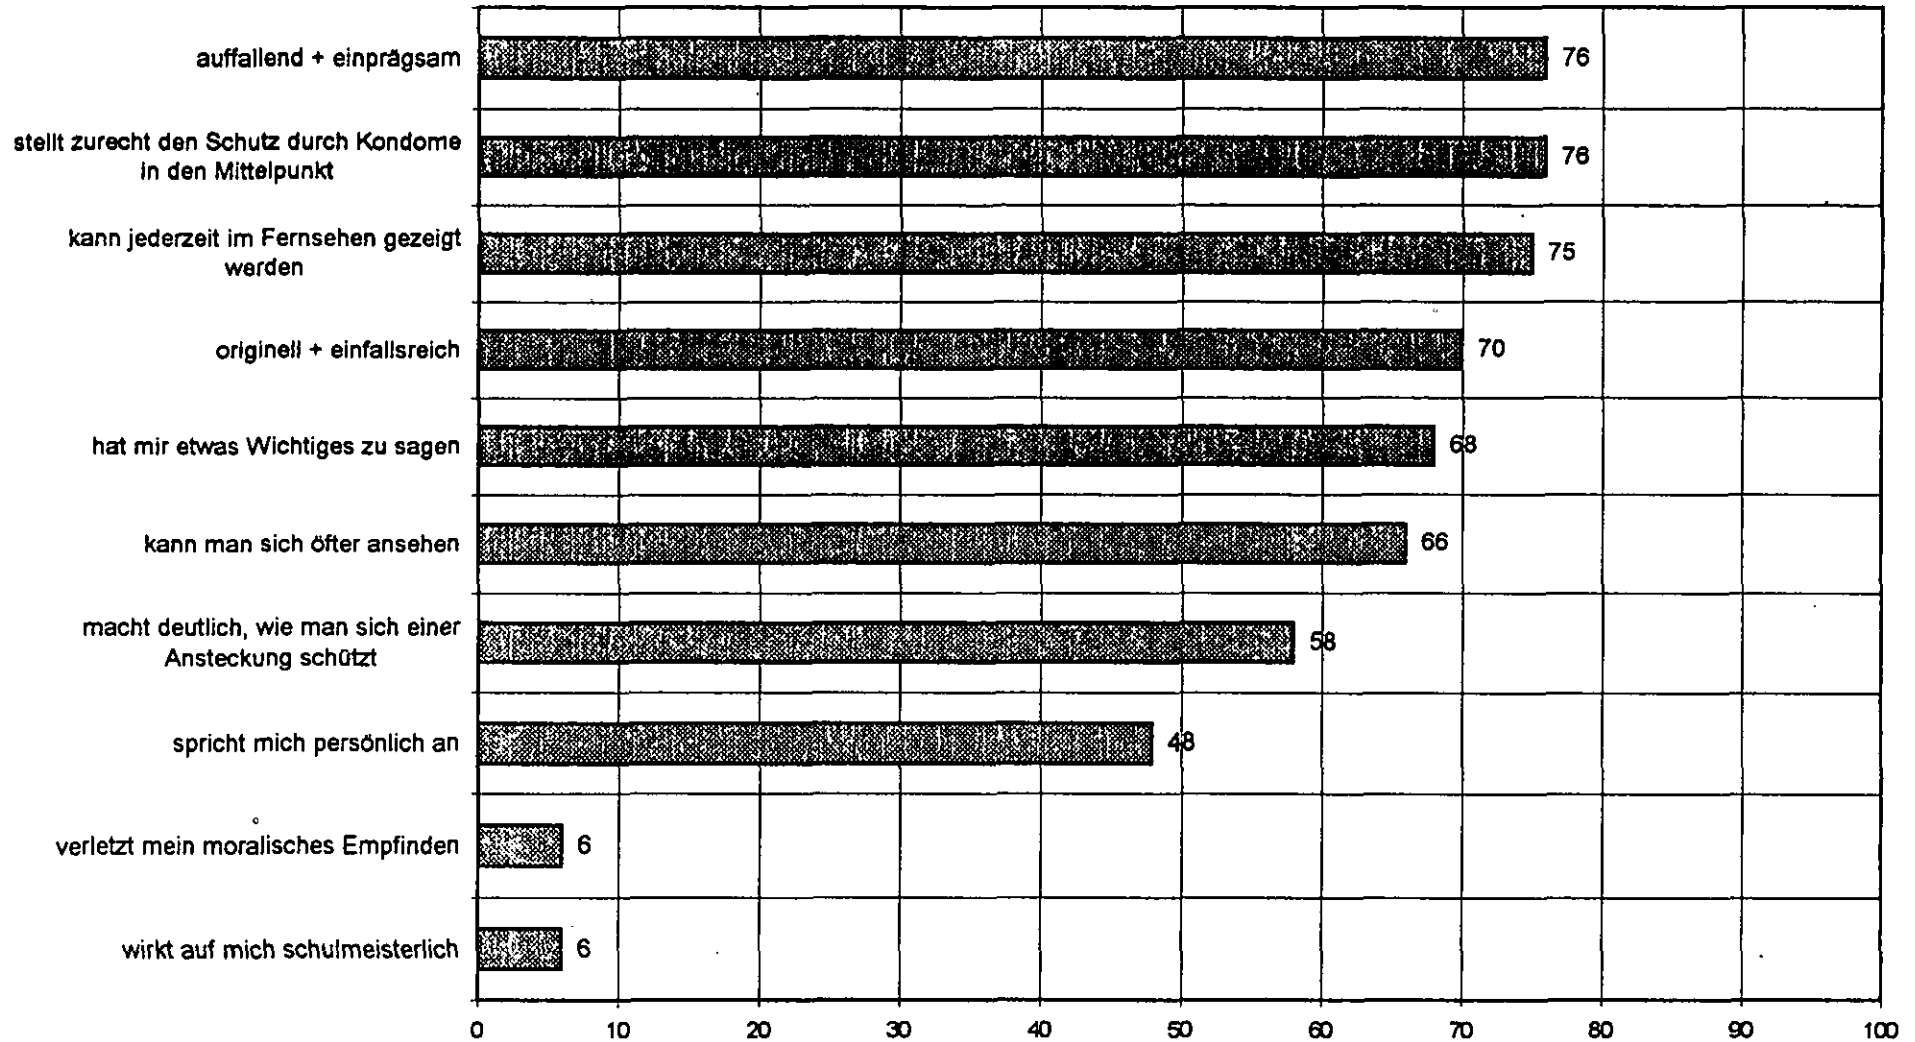 auffallend + einprägsam
76
stellt zurecht den Schutz durch Kondome
in den Mittelpunkt
76
kann jederzeit im Fernsehen gezeigt
werden
75
originell + einfallsreich
70
hat mir etwas Wichtiges zu sagen
68
kann man sich öfter ansehen
66
macht deutlich, wie man sich einer
Ansteckung schützt
58
spricht mich persönlich an
48
verletzt mein moralisches Empfinden
6
wirkt auf mich schulmeisterlich
6
0 10 20 30 40 50 60 70 80 90 100